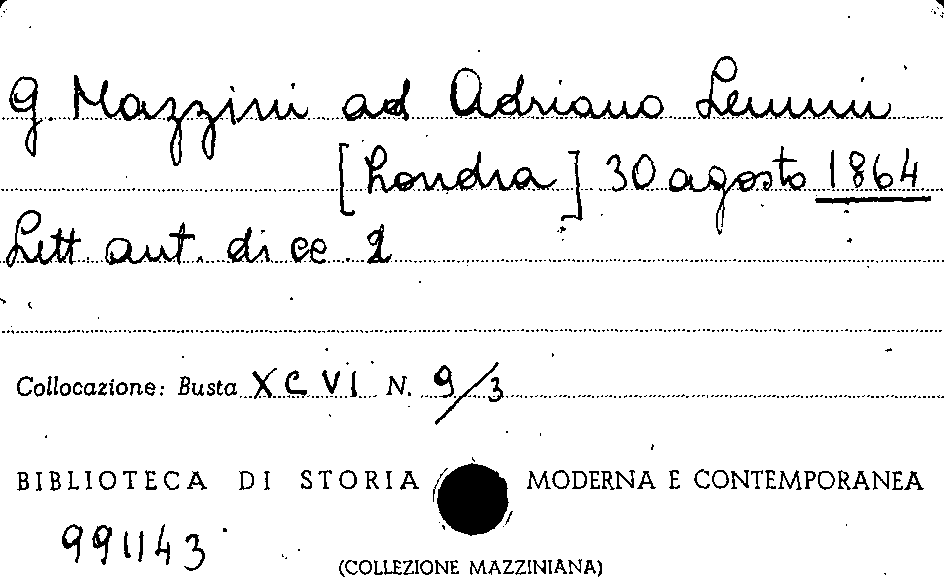 G. Mazzini ad Adriano Lemmi
[Londra] 30 agosto 1864
Lett. aut. di cc. 2
Collocazione: Busta XCVI N. 9/3
BIBLIOTECA DI STORIA MODERNA E CONTEMPORANEA
991143
(COLLEZIONE MAZZINIANA)